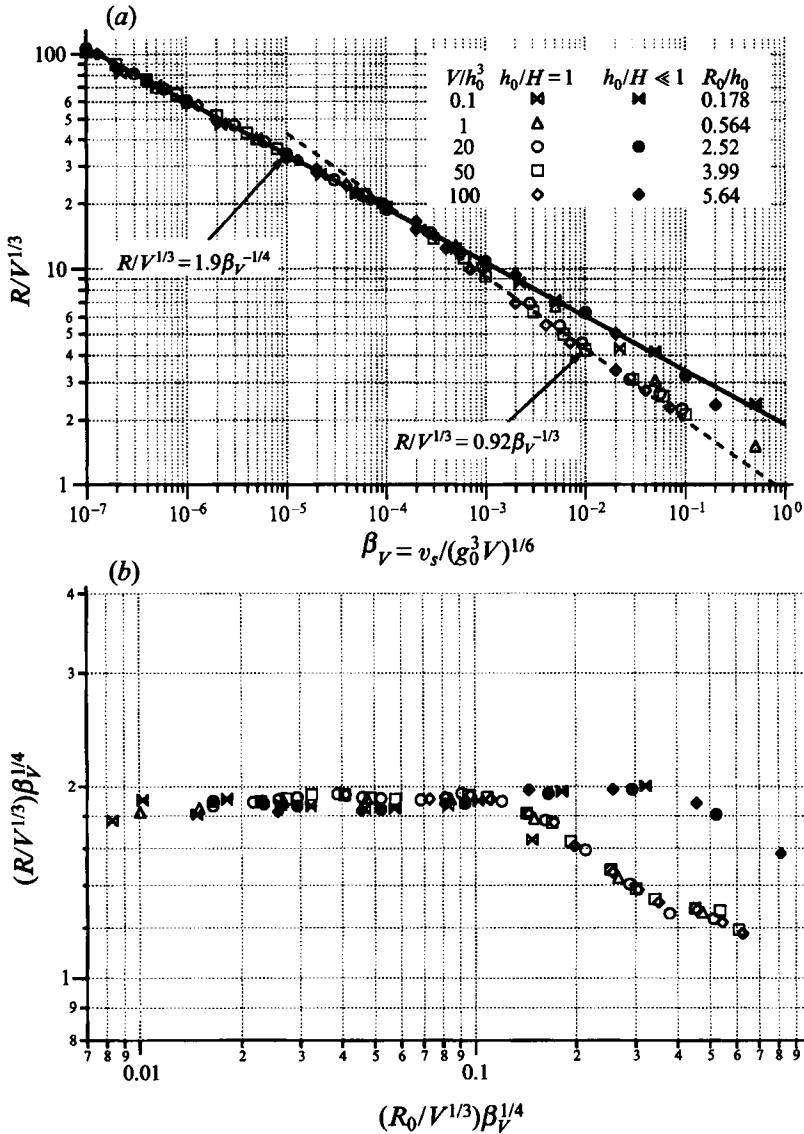 (a)
100
8
6
5
4
3
2
10
8
6
5
4
3
2
1
R/V^{1/3}
V/h_0^3 h_0/H = 1 h_0/H ≪ 1 R_0/h_0
0.1 0.178
1 0.564
20 2.52
50 3.99
100 5.64
R/V^{1/3} = 1.9β_V^{-1/4}
R/V^{1/3} = 0.92β_V^{-1/3}
10^{-7} 10^{-6} 10^{-5} 10^{-4} 10^{-3} 10^{-2} 10^{-1} 10^0
β_V = v_s/(g_0^3 V)^{1/6}
(b)
4
3
2
1
9
8
(R/V^{1/3})β_V^{1/4}
7 8 9 2 3 4 5 6 7 8 9 2 3 4 5 6 7 8 9
0.01 0.1
(R_0/V^{1/3})β_V^{1/4}